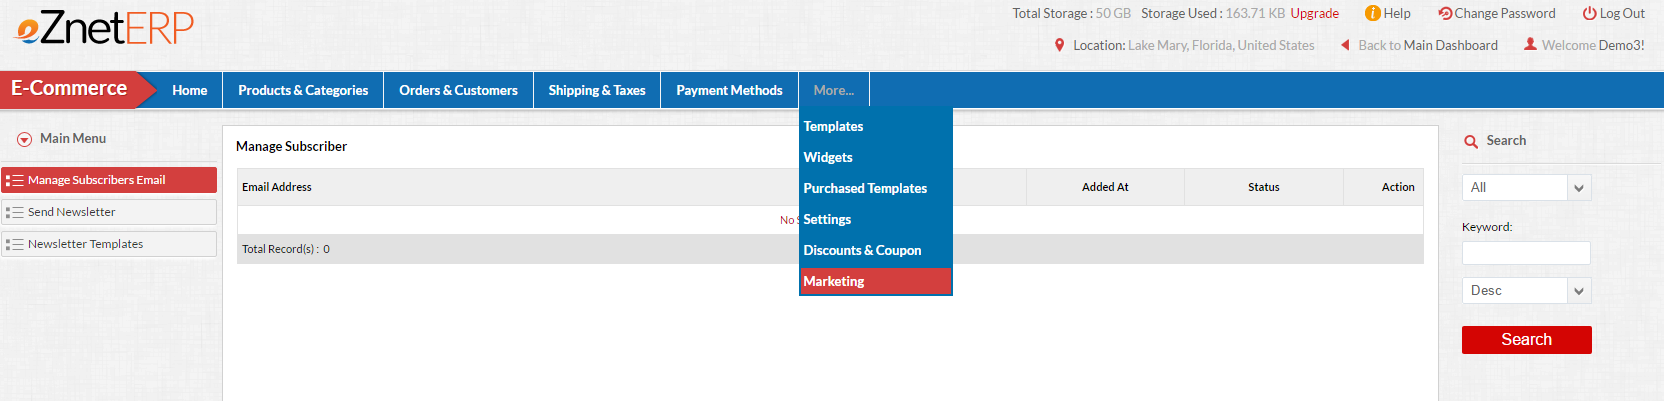 eZnetERP
Total Storage : 50 GB Storage Used : 163.71 KB Upgrade Help Change Password Log Out
Location: Lake Mary, Florida, United States Back to Main Dashboard Welcome Demo3!
E-Commerce Home Products & Categories Orders & Customers Shipping & Taxes Payment Methods More...
Main Menu
Manage Subscribers Email
Send Newsletter
Newsletter Templates
Manage Subscriber
Email Address Added At Status Action
No
Total Record(s) : 0
Templates
Widgets
Purchased Templates
Settings
Discounts & Coupon
Marketing
Search
All
Keyword:
Desc
Search